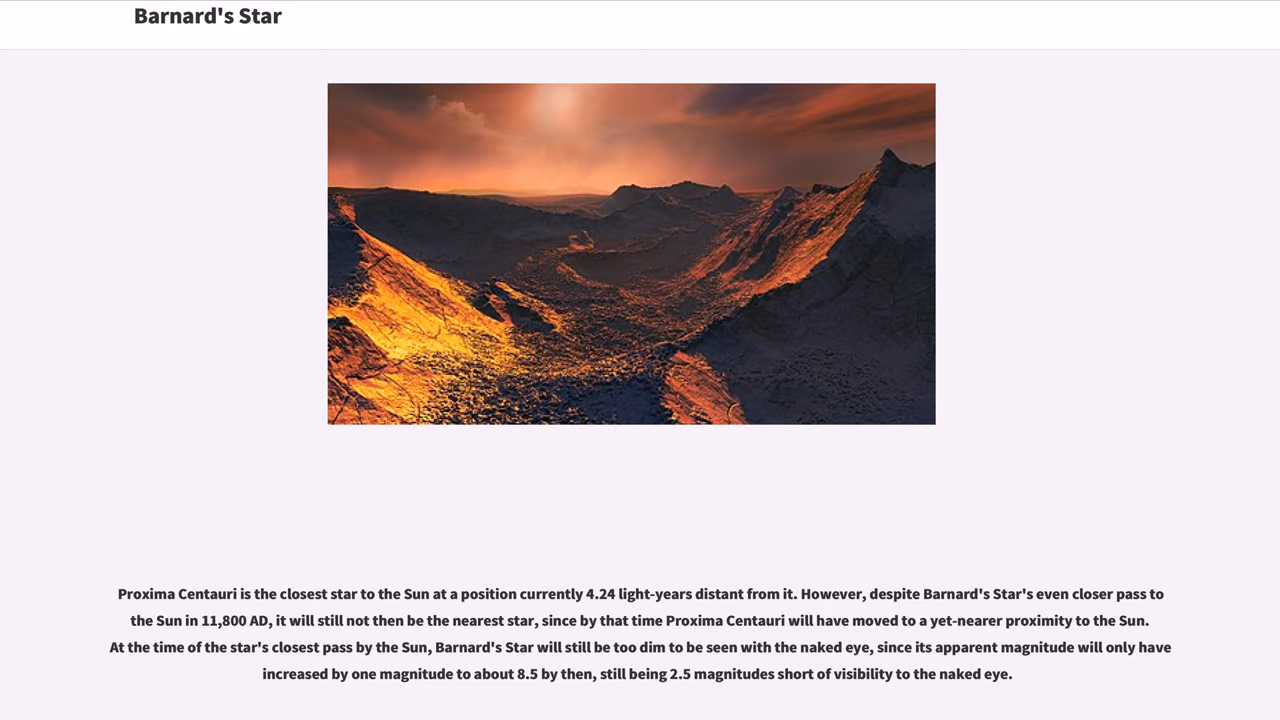 Barnard's Star
Proxima Centauri is the closest star to the Sun at a position currently 4.24 light-years distant from it. However, despite Barnard's Star's even closer pass to
the Sun in 11,800 AD, it will still not then be the nearest star, since by that time Proxima Centauri will have moved to a yet-nearer proximity to the Sun.
At the time of the star's closest pass by the Sun, Barnard's Star will still be too dim to be seen with the naked eye, since its apparent magnitude will only have
increased by one magnitude to about 8.5 by then, still being 2.5 magnitudes short of visibility to the naked eye.